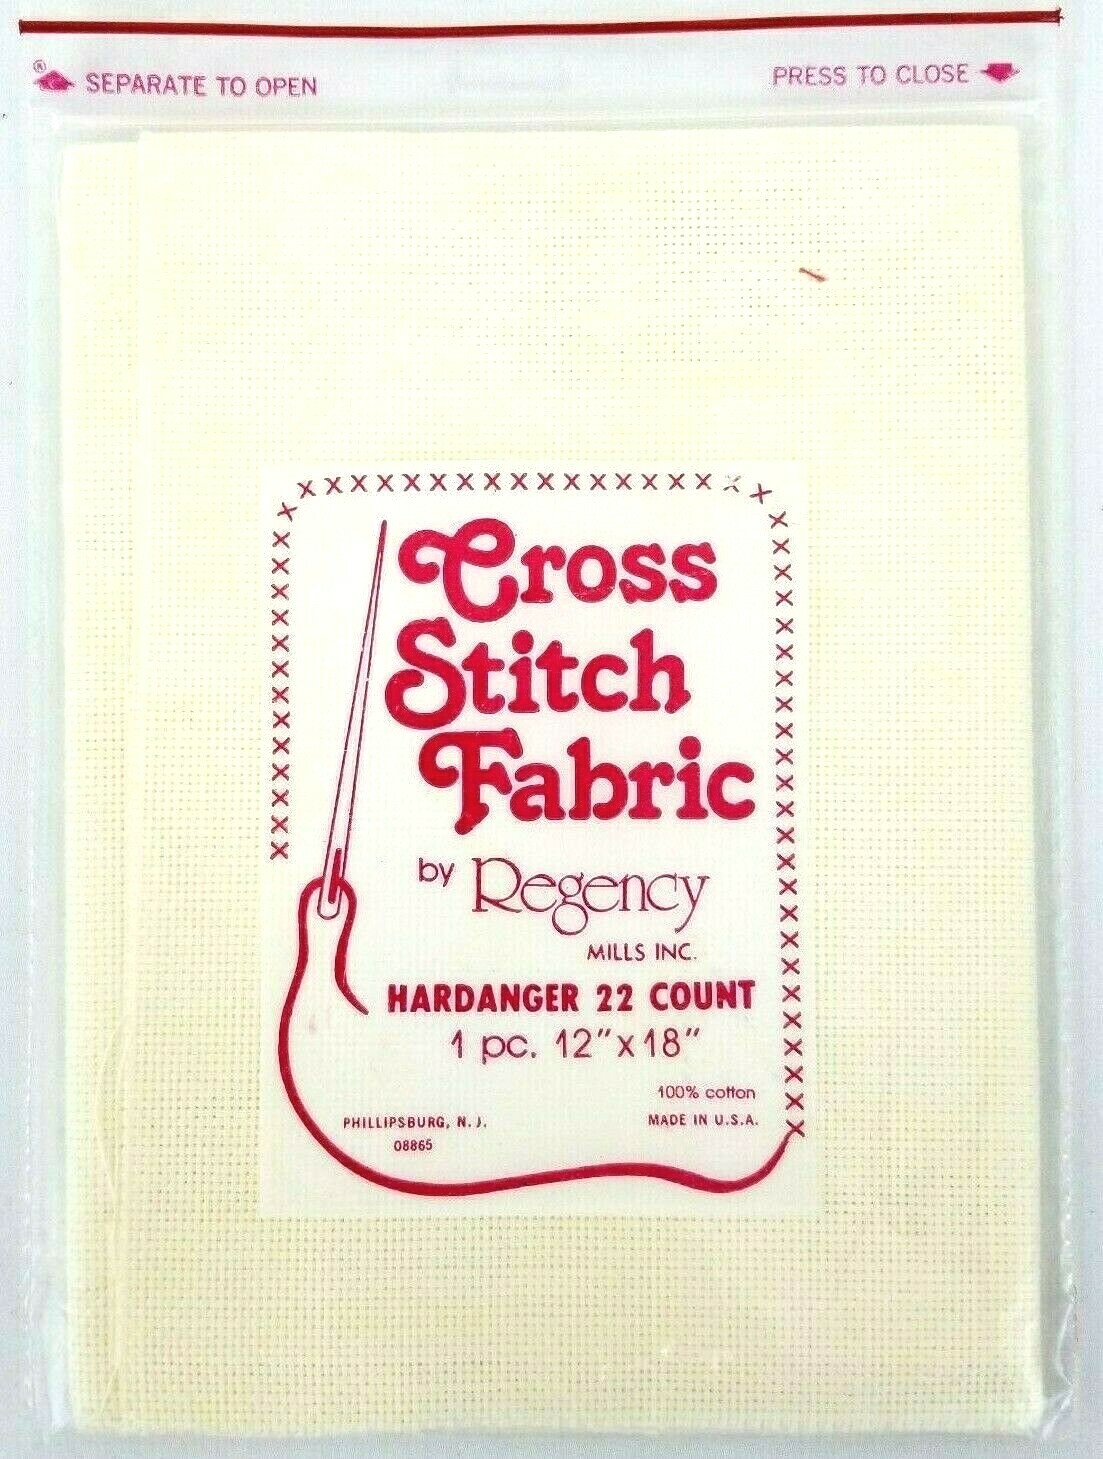 ® SEPARATE TO OPEN
PRESS TO CLOSE
Cross
Stitch
Fabric
by Regency
MILLS INC.
HARDANGER 22 COUNT
1 pc. 12" x 18"
100% cotton
PHILLIPSBURG, N. J.
MADE IN U.S.A.
08865